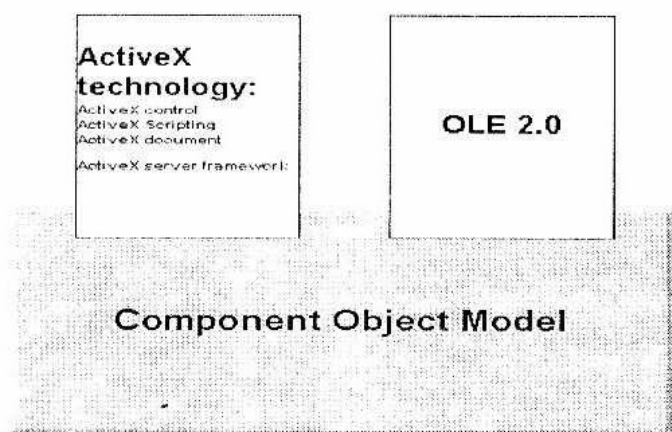 ActiveX
technology:
ActiveX control
ActiveX Scripting
ActiveX document
ActiveX server framework
OLE 2.0
Component Object Model